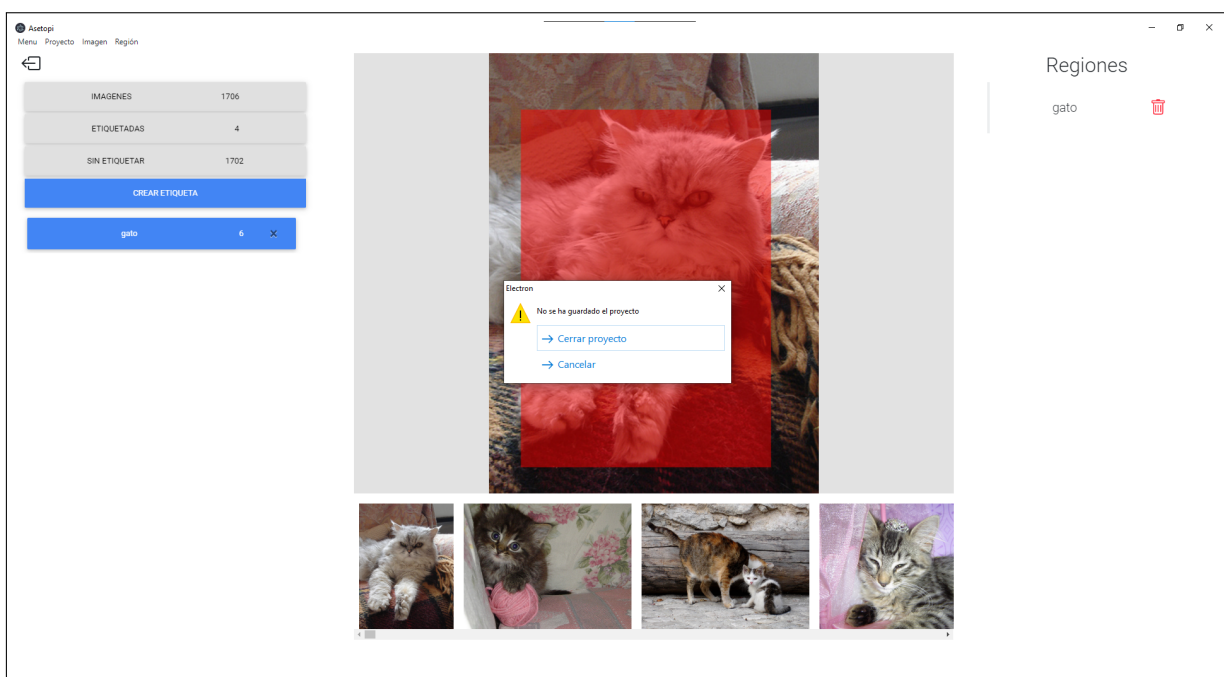 Asetopi
Menu Proyecto Imagen Región
IMAGENES 1706
ETIQUETADAS 4
SIN ETIQUETAR 1702
CREAR ETIQUETA
gato 6 ×
Electron
No se ha guardado el proyecto
→ Cerrar proyecto
→ Cancelar
Regiones
gato